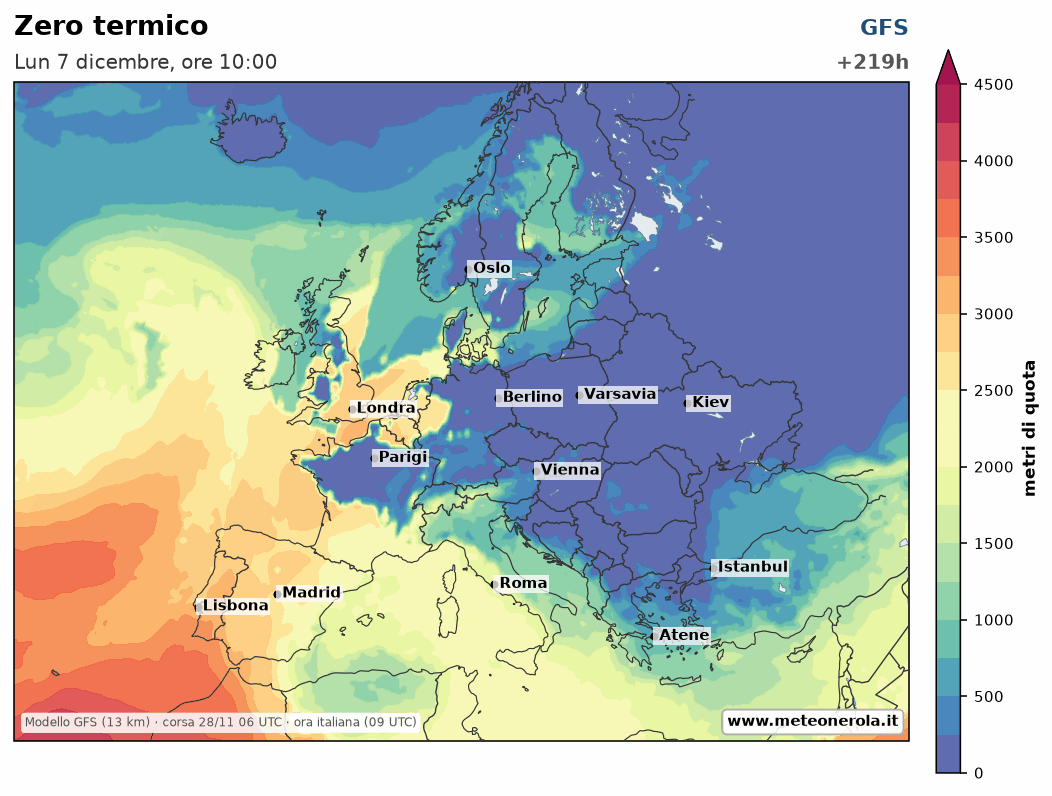 Zero termico
GFS
Lun 7 dicembre, ore 10:00
+219h
4500
4000
3500
3000
2500
2000
1500
1000
500
0
metri di quota
Oslo
Londra
Berlino
Varsavia
Kiev
Parigi
Vienna
Istanbul
Roma
Madrid
Lisbona
Atene
Modello GFS (13 km) · corsa 28/11 06 UTC · ora italiana (09 UTC)
www.meteonerola.it